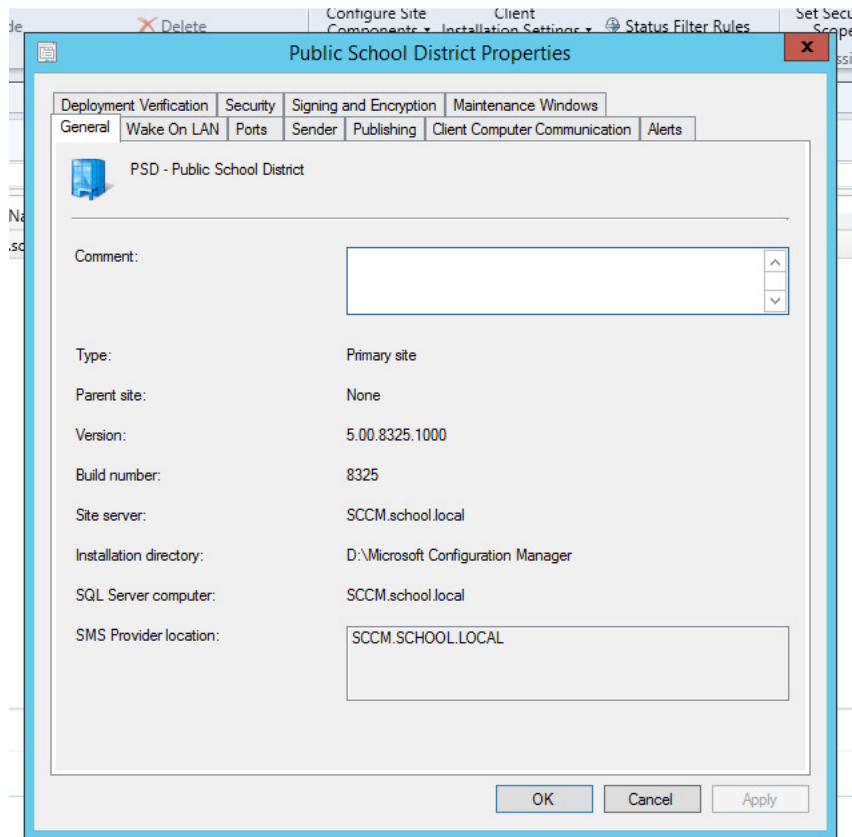 Configure Site Client Set Secu
de Delete Components Installation Settings Status Filter Rules Scope
Public School District Properties x
Deployment Verification Security Signing and Encryption Maintenance Windows
General Wake On LAN Ports Sender Publishing Client Computer Communication Alerts
PSD - Public School District
Na
.sc
Comment:
Type: Primary site
Parent site: None
Version: 5.00.8325.1000
Build number: 8325
Site server: SCCM.school.local
Installation directory: D:\Microsoft Configuration Manager
SQL Server computer: SCCM.school.local
SMS Provider location: SCCM.SCHOOL.LOCAL
OK Cancel Apply